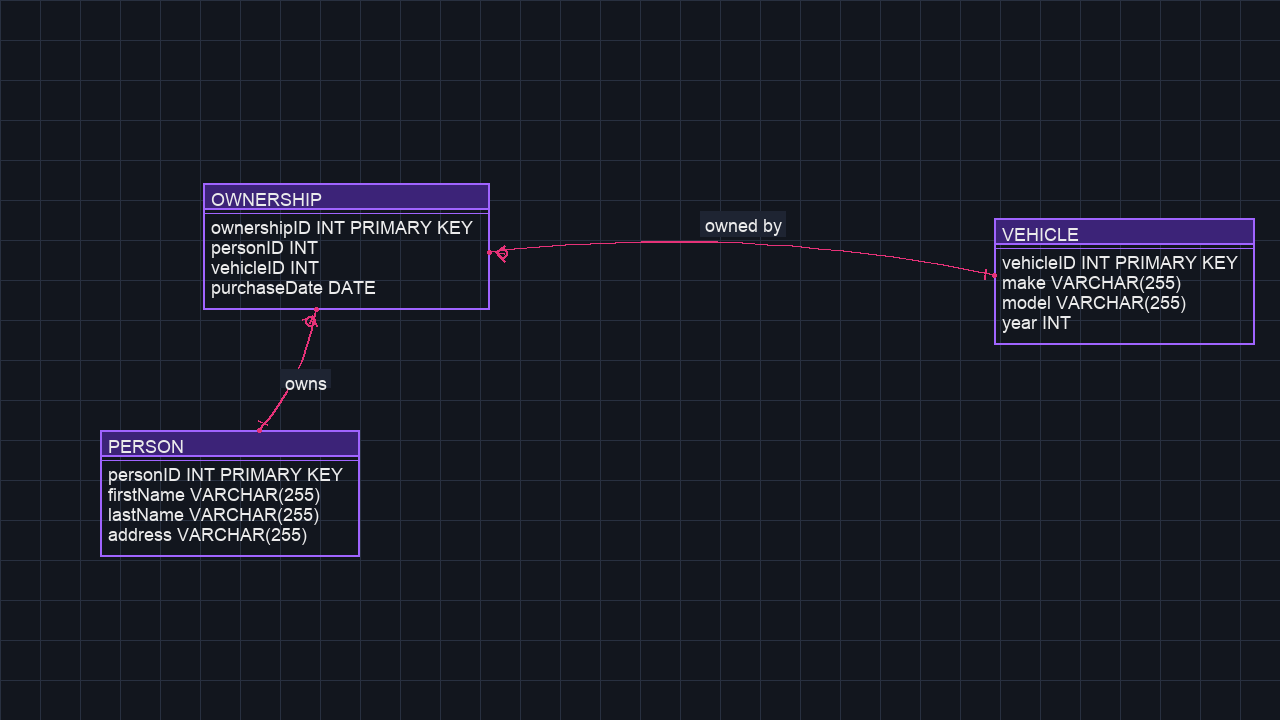 OWNERSHIP
ownershipID INT PRIMARY KEY
personID INT
vehicleID INT
purchaseDate DATE
owned by
VEHICLE
vehicleID INT PRIMARY KEY
make VARCHAR(255)
model VARCHAR(255)
year INT
owns
PERSON
personID INT PRIMARY KEY
firstName VARCHAR(255)
lastName VARCHAR(255)
address VARCHAR(255)